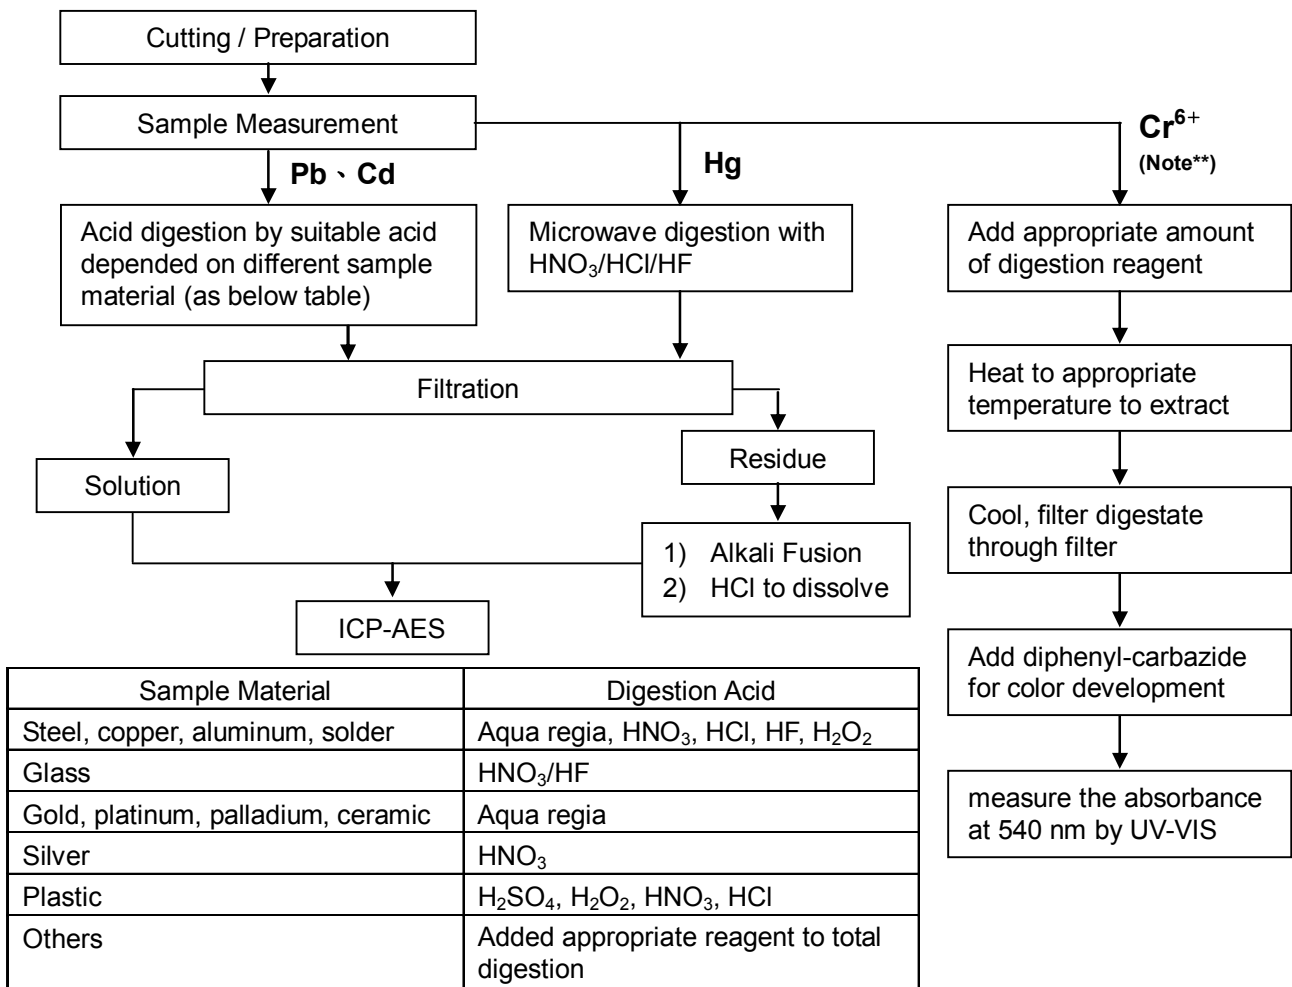 Cutting / Preparation
Sample Measurement
Pb、Cd
Hg
Cr⁶⁺
(Note**)
Acid digestion by suitable acid
depended on different sample
material (as below table)
Microwave digestion with
HNO₃/HCl/HF
Add appropriate amount
of digestion reagent
Filtration
Heat to appropriate
temperature to extract
Solution
Residue
1) Alkali Fusion
2) HCl to dissolve
Cool, filter digestate
through filter
ICP-AES
Add diphenyl-carbazide
for color development
measure the absorbance
at 540 nm by UV-VIS
Sample Material Digestion Acid
Steel, copper, aluminum, solder Aqua regia, HNO₃, HCl, HF, H₂O₂
Glass HNO₃/HF
Gold, platinum, palladium, ceramic Aqua regia
Silver HNO₃
Plastic H₂SO₄, H₂O₂, HNO₃, HCl
Others Added appropriate reagent to total
digestion